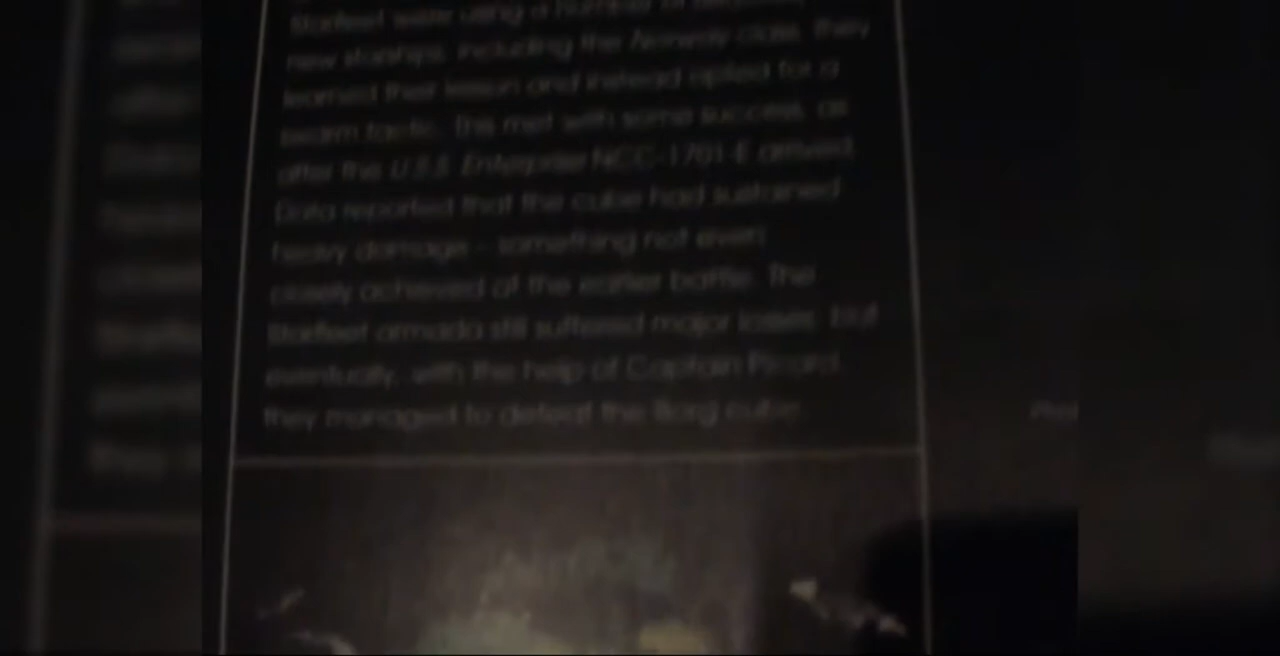 Starfleet were using a number of
new starships, including the Norway class, they
learned their lesson and instead opted for a
swarm tactic. This met with some success, as
after the U.S.S. Enterprise NCC-1701-E arrived,
Data reported that the cube had sustained
heavy damage - something not even
closely achieved at the earlier battle. The
Starfleet armada still suffered major losses, but
eventually, with the help of Captain Picard
they managed to defeat the Borg cube.